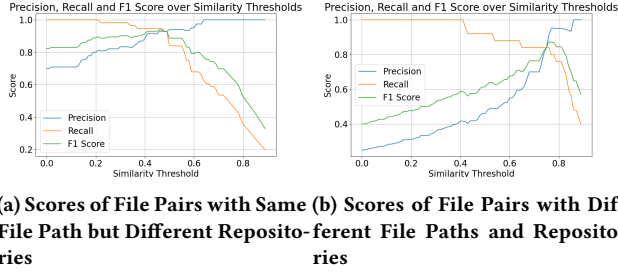 Precision, Recall and F1 Score over Similarity Thresholds
1.0
0.8
0.6
0.4
0.2
Score
Precision
Recall
F1 Score
0.0 0.2 0.4 0.6 0.8
Similarity Threshold
(a) Scores of File Pairs with Same
File Path but Different Reposito-
ries
Precision, Recall and F1 Score over Similarity Thresholds
1.0
0.8
0.6
0.4
Score
Precision
Recall
F1 Score
0.0 0.2 0.4 0.6 0.8
Similarity Threshold
(b) Scores of File Pairs with Dif
ferent File Paths and Reposito
ries